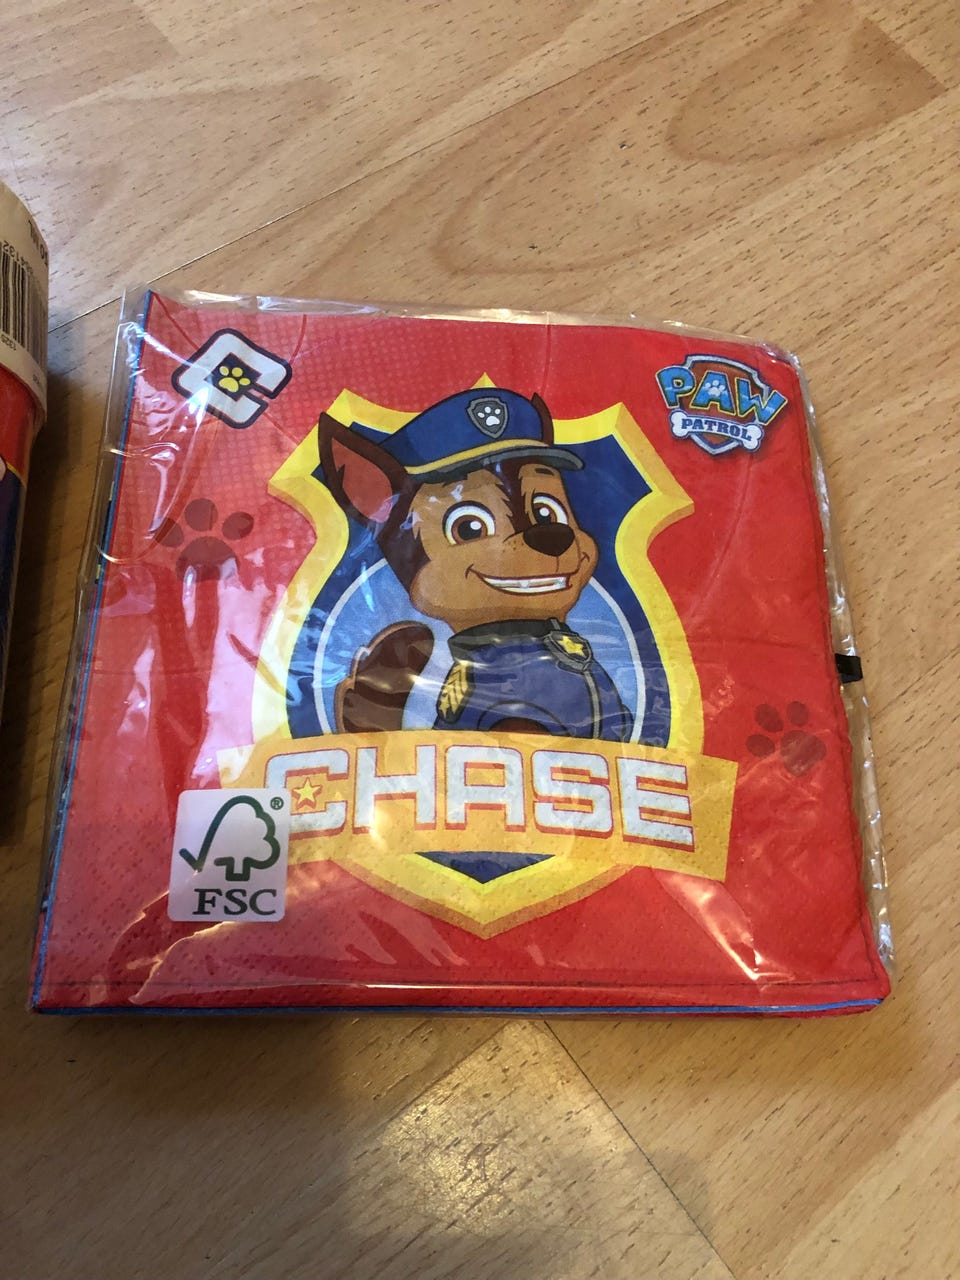 PAW
PATROL
CHASE
®
FSC